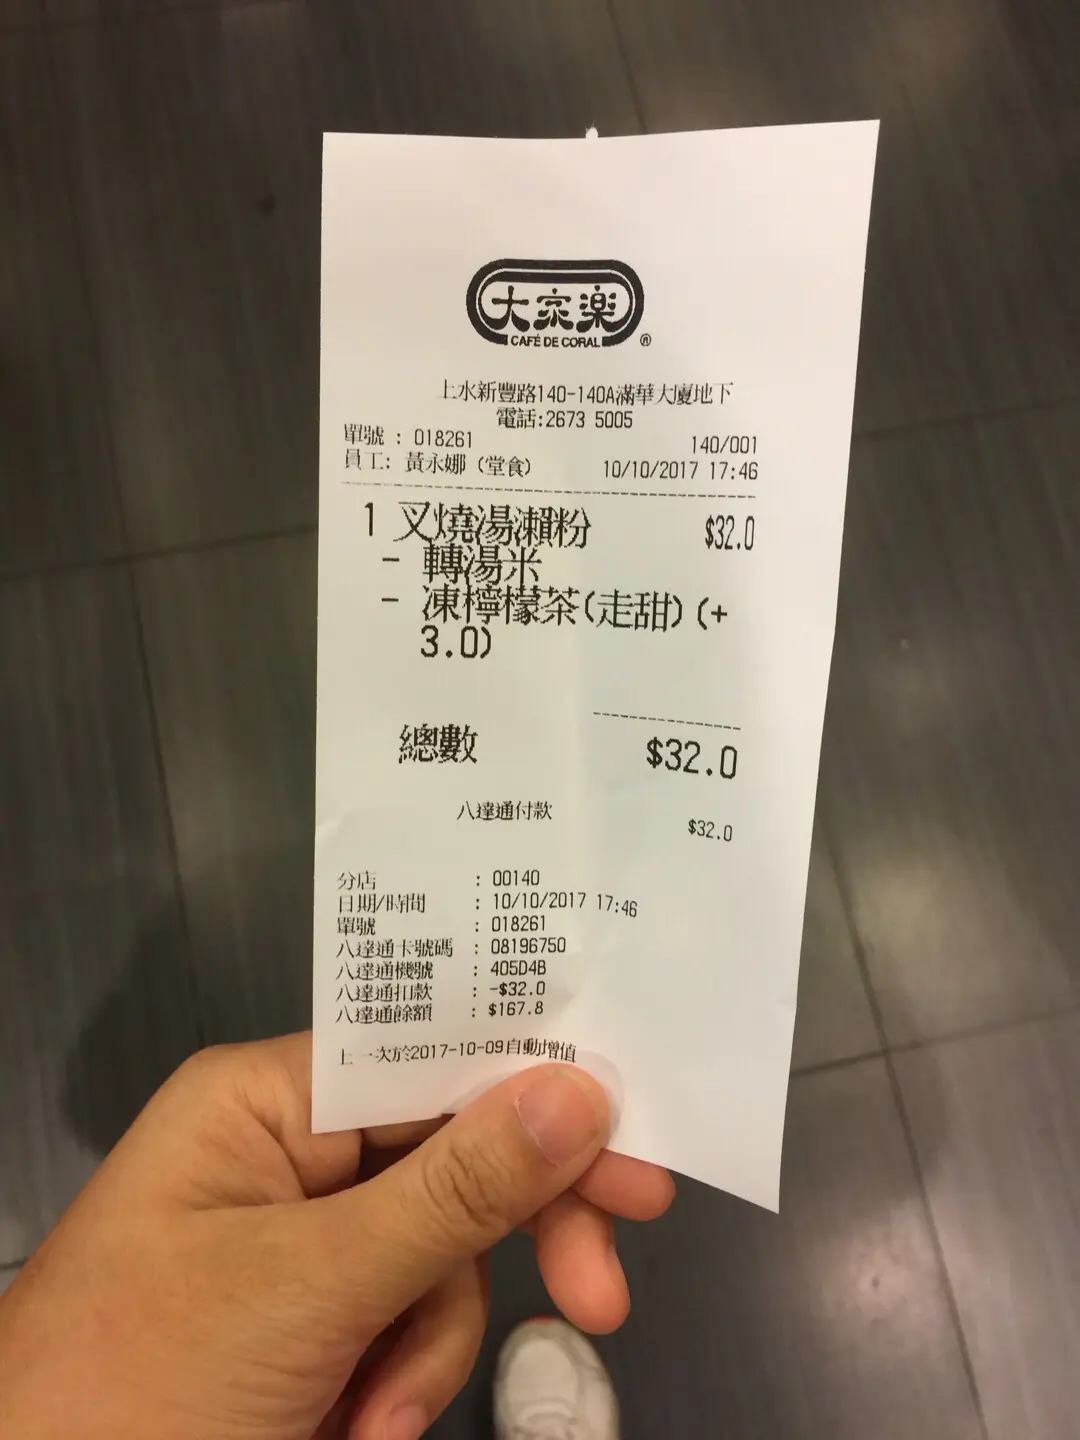 大家樂
CAFÉ DE CORAL ®
上水新豐路140-140A滿華大廈地下
電話:2673 5005
單號 : 018261 140/001
員工: 黃永娜 (堂食) 10/10/2017 17:46
1 叉燒湯瀨粉 $32.0
- 轉湯米
- 凍檸檬茶(走甜) (+
3.0)
總數 $32.0
八達通付款 $32.0
分店 : 00140
日期/時間 : 10/10/2017 17:46
單號 : 018261
八達通卡號碼 : 08196750
八達通機號 : 405D4B
八達通扣款 : -$32.0
八達通餘額 : $167.8
上一次於2017-10-09自動增值